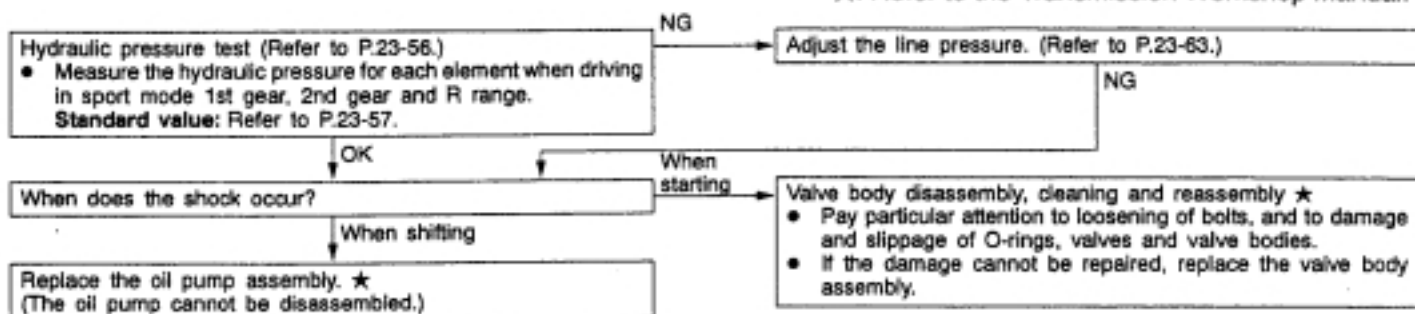 NG
Hydraulic pressure test (Refer to P.23-56.)
Adjust the line pressure. (Refer to P.23-63.)
● Measure the hydraulic pressure for each element when driving
in sport mode 1st gear, 2nd gear and R range.
Standard value: Refer to P.23-57.
NG
OK
When
starting
When does the shock occur?
Valve body disassembly, cleaning and reassembly ★
● Pay particular attention to loosening of bolts, and to damage
and slippage of O-rings, valves and valve bodies.
● If the damage cannot be repaired, replace the valve body
assembly.
When shifting
Replace the oil pump assembly. ★
(The oil pump cannot be disassembled.)